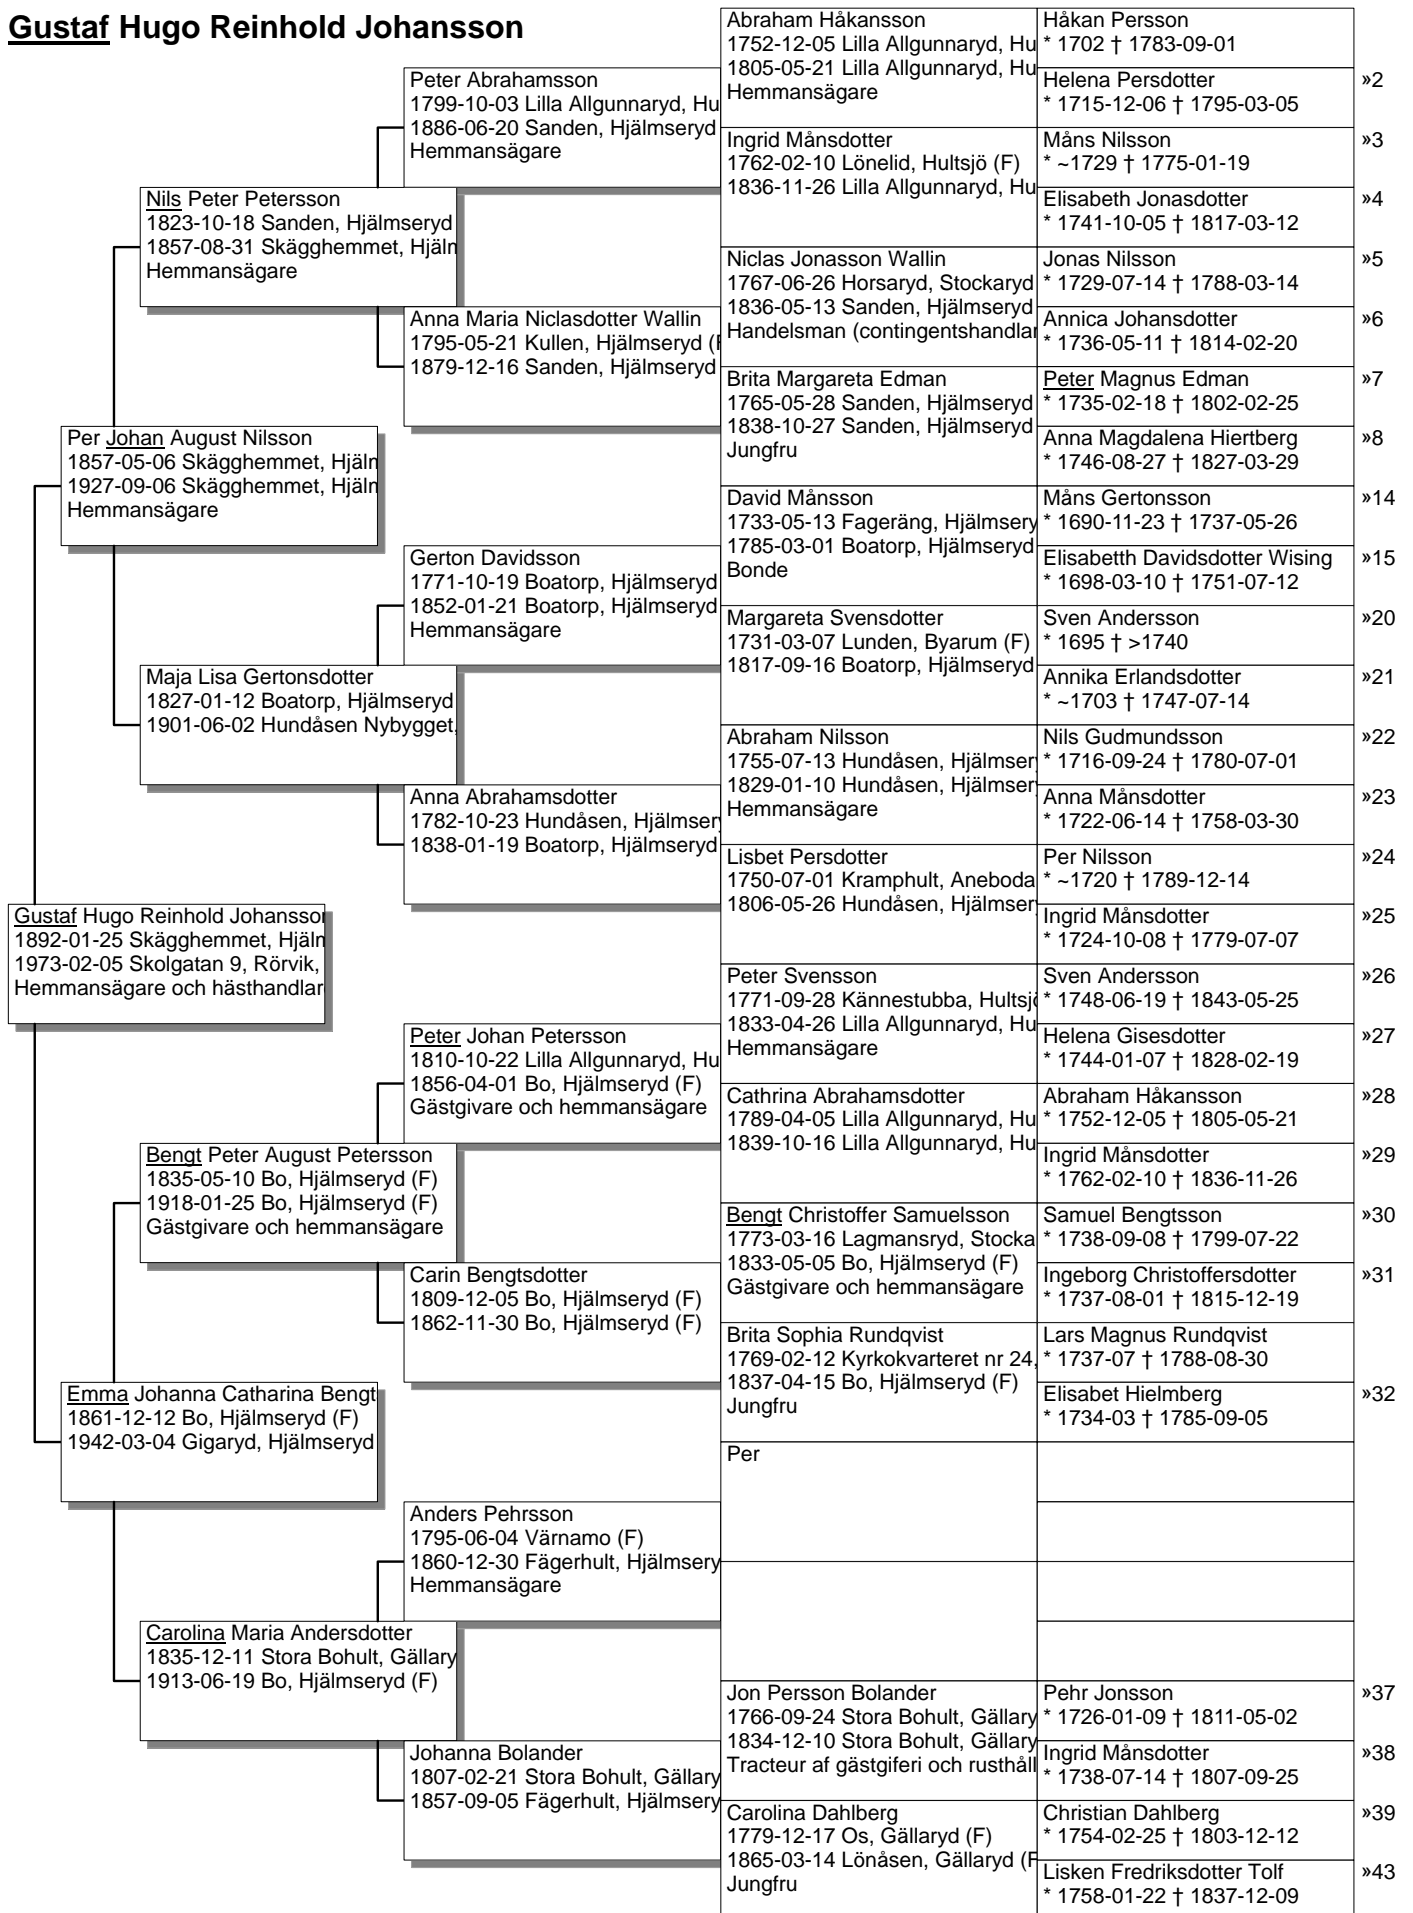 Gustaf Hugo Reinhold Johansson
Gustaf Hugo Reinhold Johansson
1892-01-25 Skägghemmet, Hjäln
1973-02-05 Skolgatan 9, Rörvik,
Hemmansägare och hästhandlar
Per Johan August Nilsson
1857-05-06 Skägghemmet, Hjäln
1927-09-06 Skägghemmet, Hjäln
Hemmansägare
Emma Johanna Catharina Bengt
1861-12-12 Bo, Hjälmseryd (F)
1942-03-04 Gigaryd, Hjälmseryd
Nils Peter Petersson
1823-10-18 Sanden, Hjälmseryd
1857-08-31 Skägghemmet, Hjäln
Hemmansägare
Maja Lisa Gertonsdotter
1827-01-12 Boatorp, Hjälmseryd
1901-06-02 Hundåsen Nybygget,
Bengt Peter August Petersson
1835-05-10 Bo, Hjälmseryd (F)
1918-01-25 Bo, Hjälmseryd (F)
Gästgivare och hemmansägare
Carolina Maria Andersdotter
1835-12-11 Stora Bohult, Gällary
1913-06-19 Bo, Hjälmseryd (F)
Peter Abrahamsson
1799-10-03 Lilla Allgunnaryd, Hu
1886-06-20 Sanden, Hjälmseryd
Hemmansägare
Anna Maria Niclasdotter Wallin
1795-05-21 Kullen, Hjälmseryd (F
1879-12-16 Sanden, Hjälmseryd
Gerton Davidsson
1771-10-19 Boatorp, Hjälmseryd
1852-01-21 Boatorp, Hjälmseryd
Hemmansägare
Anna Abrahamsdotter
1782-10-23 Hundåsen, Hjälmsery
1838-01-19 Boatorp, Hjälmseryd
Peter Johan Petersson
1810-10-22 Lilla Allgunnaryd, Hu
1856-04-01 Bo, Hjälmseryd (F)
Gästgivare och hemmansägare
Carin Bengtsdotter
1809-12-05 Bo, Hjälmseryd (F)
1862-11-30 Bo, Hjälmseryd (F)
Anders Pehrsson
1795-06-04 Värnamo (F)
1860-12-30 Fägerhult, Hjälmsery
Hemmansägare
Johanna Bolander
1807-02-21 Stora Bohult, Gällary
1857-09-05 Fägerhult, Hjälmsery
Abraham Håkansson
1752-12-05 Lilla Allgunnaryd, Hu
1805-05-21 Lilla Allgunnaryd, Hu
Hemmansägare
Ingrid Månsdotter
1762-02-10 Lönelid, Hultsjö (F)
1836-11-26 Lilla Allgunnaryd, Hu
Niclas Jonasson Wallin
1767-06-26 Horsaryd, Stockaryd
1836-05-13 Sanden, Hjälmseryd
Handelsman (contingentshandlar
Brita Margareta Edman
1765-05-28 Sanden, Hjälmseryd
1838-10-27 Sanden, Hjälmseryd
Jungfru
David Månsson
1733-05-13 Fageräng, Hjälmsery
1785-03-01 Boatorp, Hjälmseryd
Bonde
Margareta Svensdotter
1731-03-07 Lunden, Byarum (F)
1817-09-16 Boatorp, Hjälmseryd
Abraham Nilsson
1755-07-13 Hundåsen, Hjälmsery
1829-01-10 Hundåsen, Hjälmsery
Hemmansägare
Lisbet Persdotter
1750-07-01 Kramphult, Aneboda
1806-05-26 Hundåsen, Hjälmsery
Peter Svensson
1771-09-28 Kännestubba, Hultsjö
1833-04-26 Lilla Allgunnaryd, Hu
Hemmansägare
Cathrina Abrahamsdotter
1789-04-05 Lilla Allgunnaryd, Hu
1839-10-16 Lilla Allgunnaryd, Hu
Bengt Christoffer Samuelsson
1773-03-16 Lagmansryd, Stocka
1833-05-05 Bo, Hjälmseryd (F)
Gästgivare och hemmansägare
Brita Sophia Rundqvist
1769-02-12 Kyrkokvarteret nr 24,
1837-04-15 Bo, Hjälmseryd (F)
Jungfru
Per
Jon Persson Bolander
1766-09-24 Stora Bohult, Gällary
1834-12-10 Stora Bohult, Gällary
Tracteur af gästgiferi och rusthåll
Carolina Dahlberg
1779-12-17 Os, Gällaryd (F)
1865-03-14 Lönåsen, Gällaryd (F
Jungfru
Håkan Persson
* 1702 † 1783-09-01
Helena Persdotter »2
* 1715-12-06 † 1795-03-05
Måns Nilsson »3
* ~1729 † 1775-01-19
Elisabeth Jonasdotter »4
* 1741-10-05 † 1817-03-12
Jonas Nilsson »5
* 1729-07-14 † 1788-03-14
Annica Johansdotter »6
* 1736-05-11 † 1814-02-20
Peter Magnus Edman »7
* 1735-02-18 † 1802-02-25
Anna Magdalena Hiertberg »8
* 1746-08-27 † 1827-03-29
Måns Gertonsson »14
* 1690-11-23 † 1737-05-26
Elisabetth Davidsdotter Wising »15
* 1698-03-10 † 1751-07-12
Sven Andersson »20
* 1695 † >1740
Annika Erlandsdotter »21
* ~1703 † 1747-07-14
Nils Gudmundsson »22
* 1716-09-24 † 1780-07-01
Anna Månsdotter »23
* 1722-06-14 † 1758-03-30
Per Nilsson »24
* ~1720 † 1789-12-14
Ingrid Månsdotter »25
* 1724-10-08 † 1779-07-07
Sven Andersson »26
* 1748-06-19 † 1843-05-25
Helena Gisesdotter »27
* 1744-01-07 † 1828-02-19
Abraham Håkansson »28
* 1752-12-05 † 1805-05-21
Ingrid Månsdotter »29
* 1762-02-10 † 1836-11-26
Samuel Bengtsson »30
* 1738-09-08 † 1799-07-22
Ingeborg Christoffersdotter »31
* 1737-08-01 † 1815-12-19
Lars Magnus Rundqvist
* 1737-07 † 1788-08-30
Elisabet Hielmberg »32
* 1734-03 † 1785-09-05
Pehr Jonsson »37
* 1726-01-09 † 1811-05-02
Ingrid Månsdotter »38
* 1738-07-14 † 1807-09-25
Christian Dahlberg »39
* 1754-02-25 † 1803-12-12
Lisken Fredriksdotter Tolf »43
* 1758-01-22 † 1837-12-09